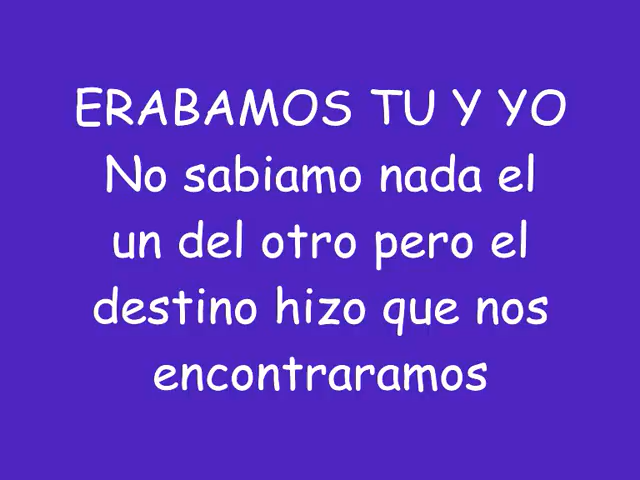 ERABAMOS TU Y YO
No sabiamo nada el
un del otro pero el
destino hizo que nos
encontraramos